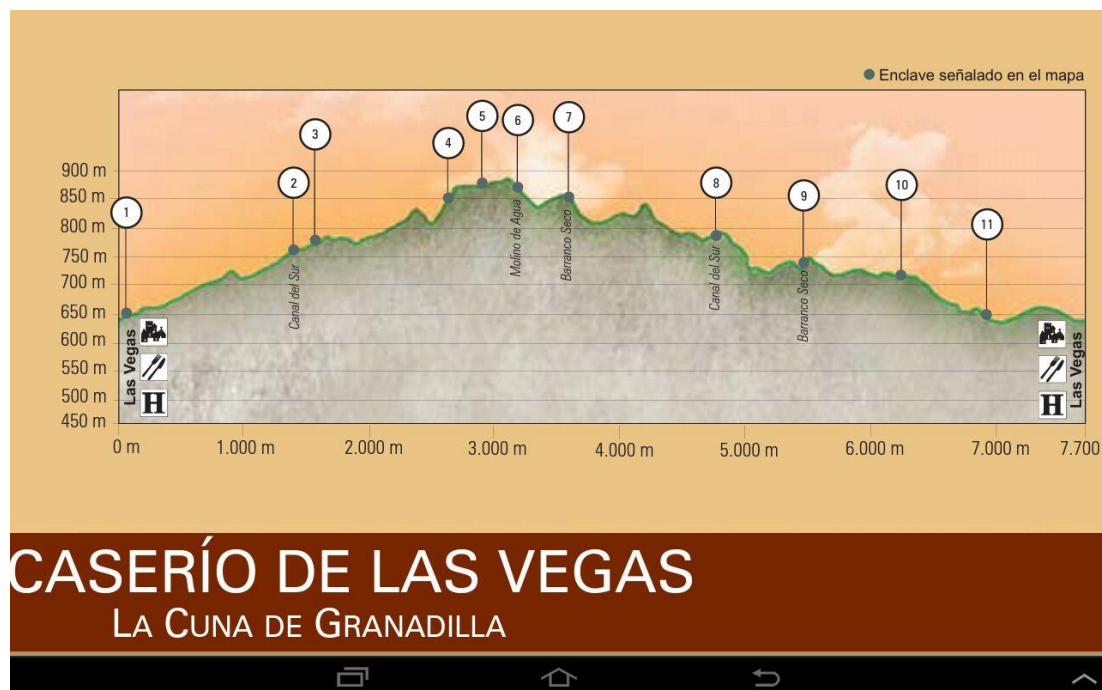 Enclave señalado en el mapa
1
2
3
4
5
6
7
8
9
10
11
900 m
850 m
800 m
750 m
700 m
650 m
600 m
550 m
500 m
450 m
Las Vegas
H
Canal del Sur
Molino de Agua
Barranco Seco
Canal del Sur
Barranco Seco
Las Vegas
H
0 m
1.000 m
2.000 m
3.000 m
4.000 m
5.000 m
6.000 m
7.000 m
7.700
CASERÍO DE LAS VEGAS
LA CUNA DE GRANADILLA